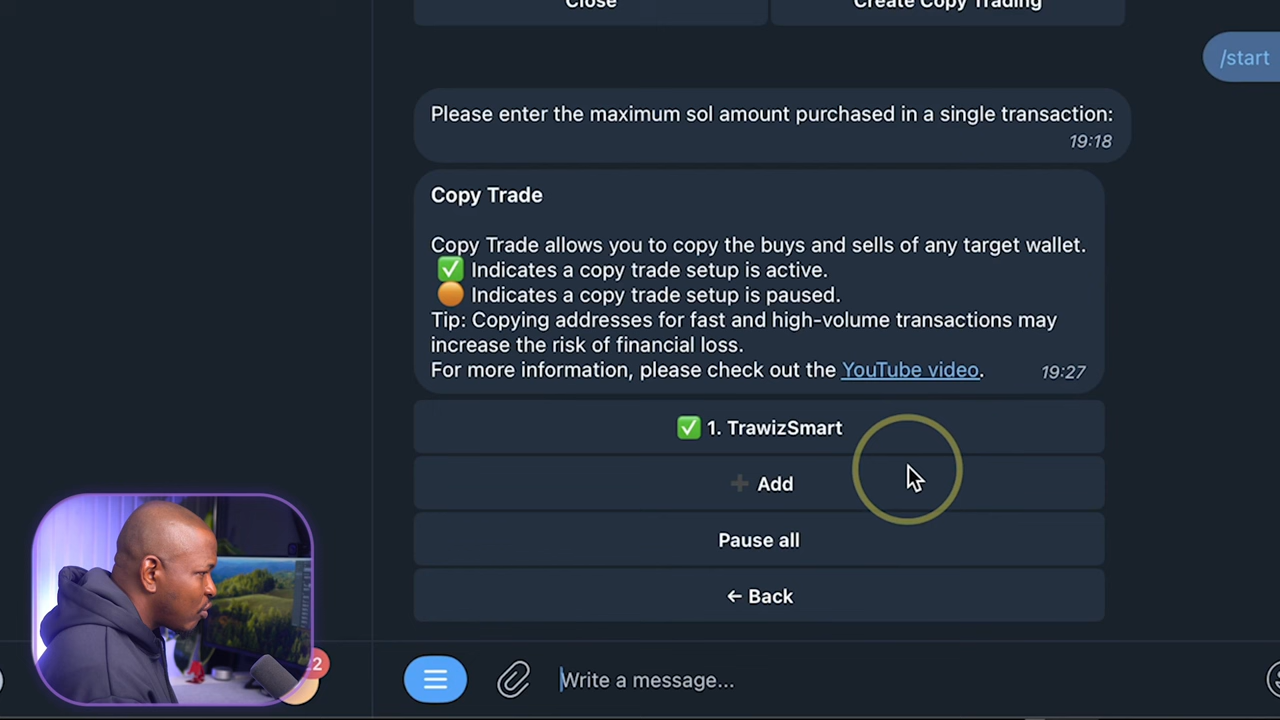 Close
Create Copy Trading
/start
Please enter the maximum sol amount purchased in a single transaction:
19:18
Copy Trade
Copy Trade allows you to copy the buys and sells of any target wallet.
✅ Indicates a copy trade setup is active.
🟠 Indicates a copy trade setup is paused.
Tip: Copying addresses for fast and high-volume transactions may
increase the risk of financial loss.
For more information, please check out the YouTube video.
19:27
✅ 1. TrawizSmart
➕ Add
Pause all
← Back
2
Write a message...